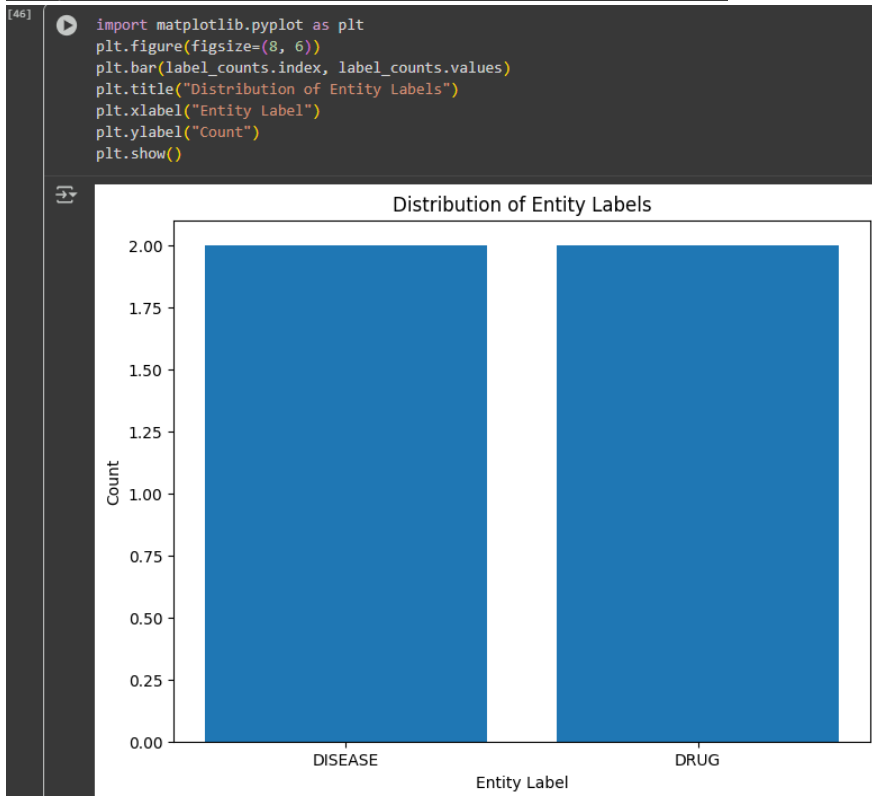 [46]
import matplotlib.pyplot as plt
plt.figure(figsize=(8, 6))
plt.bar(label_counts.index, label_counts.values)
plt.title("Distribution of Entity Labels")
plt.xlabel("Entity Label")
plt.ylabel("Count")
plt.show()
Distribution of Entity Labels
2.00
1.75
1.50
1.25
1.00
0.75
0.50
0.25
0.00
Count
DISEASE DRUG
Entity Label